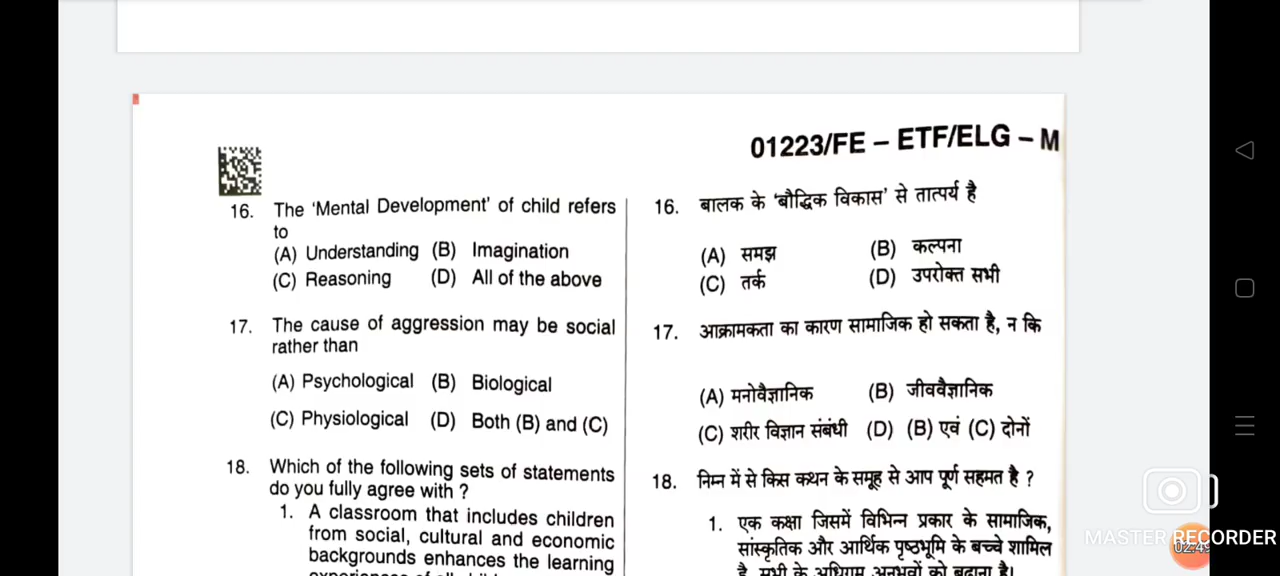 01223/FE – ETF/ELG – M
16. The 'Mental Development' of child refers
to
(A) Understanding (B) Imagination
(C) Reasoning (D) All of the above
17. The cause of aggression may be social
rather than
(A) Psychological (B) Biological
(C) Physiological (D) Both (B) and (C)
18. Which of the following sets of statements
do you fully agree with ?
1. A classroom that includes children
from social, cultural and economic
backgrounds enhances the learning
16. बालक के 'बौद्धिक विकास' से तात्पर्य है
(A) समझ (B) कल्पना
(C) तर्क (D) उपरोक्त सभी
17. आक्रामकता का कारण सामाजिक हो सकता है, न कि
(A) मनोवैज्ञानिक (B) जीववैज्ञानिक
(C) शरीर विज्ञान संबंधी (D) (B) एवं (C) दोनों
18. निम्न में से किस कथन के समूह से आप पूर्ण सहमत है ?
1. एक कक्षा जिसमें विभिन्न प्रकार के सामाजिक,
सांस्कृतिक और आर्थिक पृष्ठभूमि के बच्चे शामिल
MASTER RECORDER
02:49